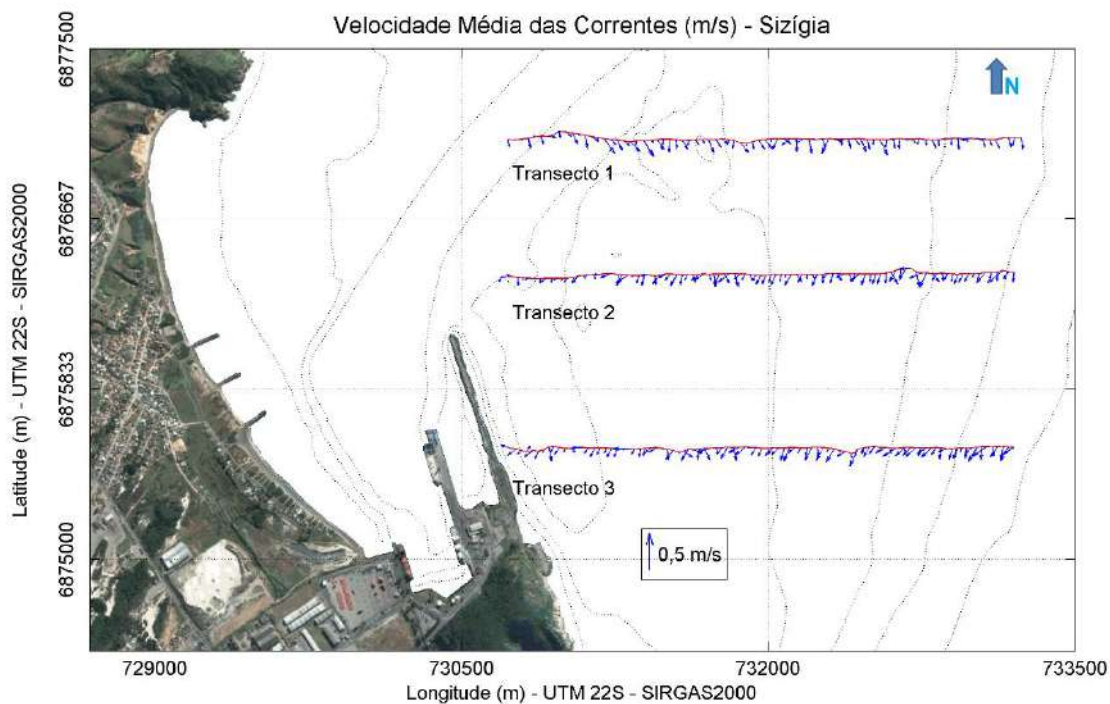 Velocidade Média das Correntes (m/s) - Sizígia
6877500
6876667
6875833
6875000
Latitude (m) - UTM 22S - SIRGAS2000
N
Transecto 1
Transecto 2
Transecto 3
0,5 m/s
729000
730500
732000
733500
Longitude (m) - UTM 22S - SIRGAS2000